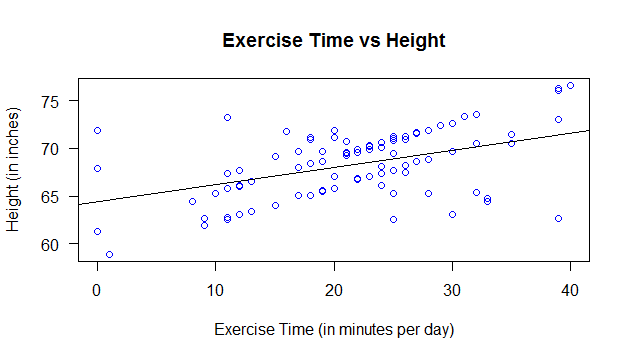 Exercise Time vs Height
Height (in inches)
75
70
65
60
0 10 20 30 40
Exercise Time (in minutes per day)